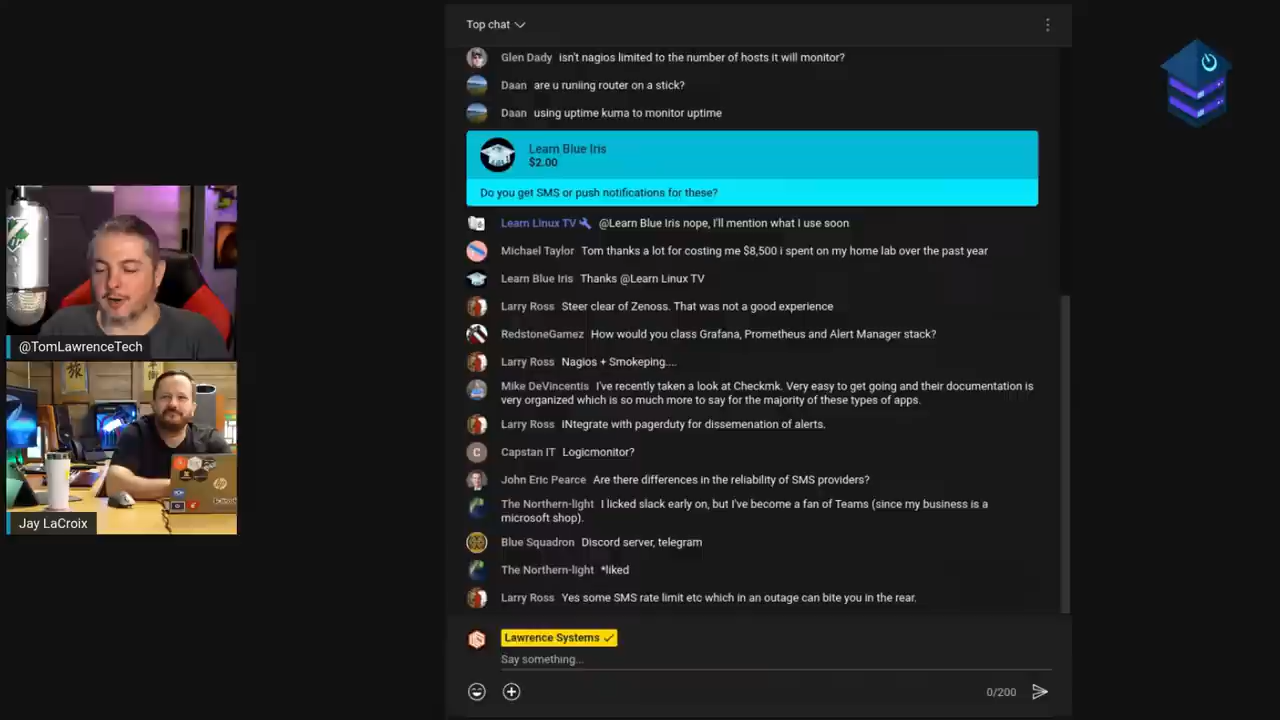 Top chat
Glen Dady isn't nagios limited to the number of hosts it will monitor?
Daan are u runiing router on a stick?
Daan using uptime kuma to monitor uptime
Learn Blue Iris
$2.00
Do you get SMS or push notifications for these?
Learn Linux TV @Learn Blue Iris nope, I'll mention what I use soon
Michael Taylor Tom thanks a lot for costing me $8,500 i spent on my home lab over the past year
Learn Blue Iris Thanks @Learn Linux TV
Larry Ross Steer clear of Zenoss. That was not a good experience
RedstoneGamez How would you class Grafana, Prometheus and Alert Manager stack?
Larry Ross Nagios + Smokeping....
Mike DeVincentis I've recently taken a look at Checkmk. Very easy to get going and their documentation is
very organized which is so much more to say for the majority of these types of apps.
Larry Ross INtegrate with pagerduty for dissemenation of alerts.
C Capstan IT Logicmonitor?
John Eric Pearce Are there differences in the reliability of SMS providers?
The Northern-light I licked slack early on, but I've become a fan of Teams (since my business is a
microsoft shop).
Blue Squadron Discord server, telegram
The Northern-light *liked
Larry Ross Yes some SMS rate limit etc which in an outage can bite you in the rear.
Lawrence Systems
Say something...
0/200
@TomLawrenceTech
Jay LaCroix